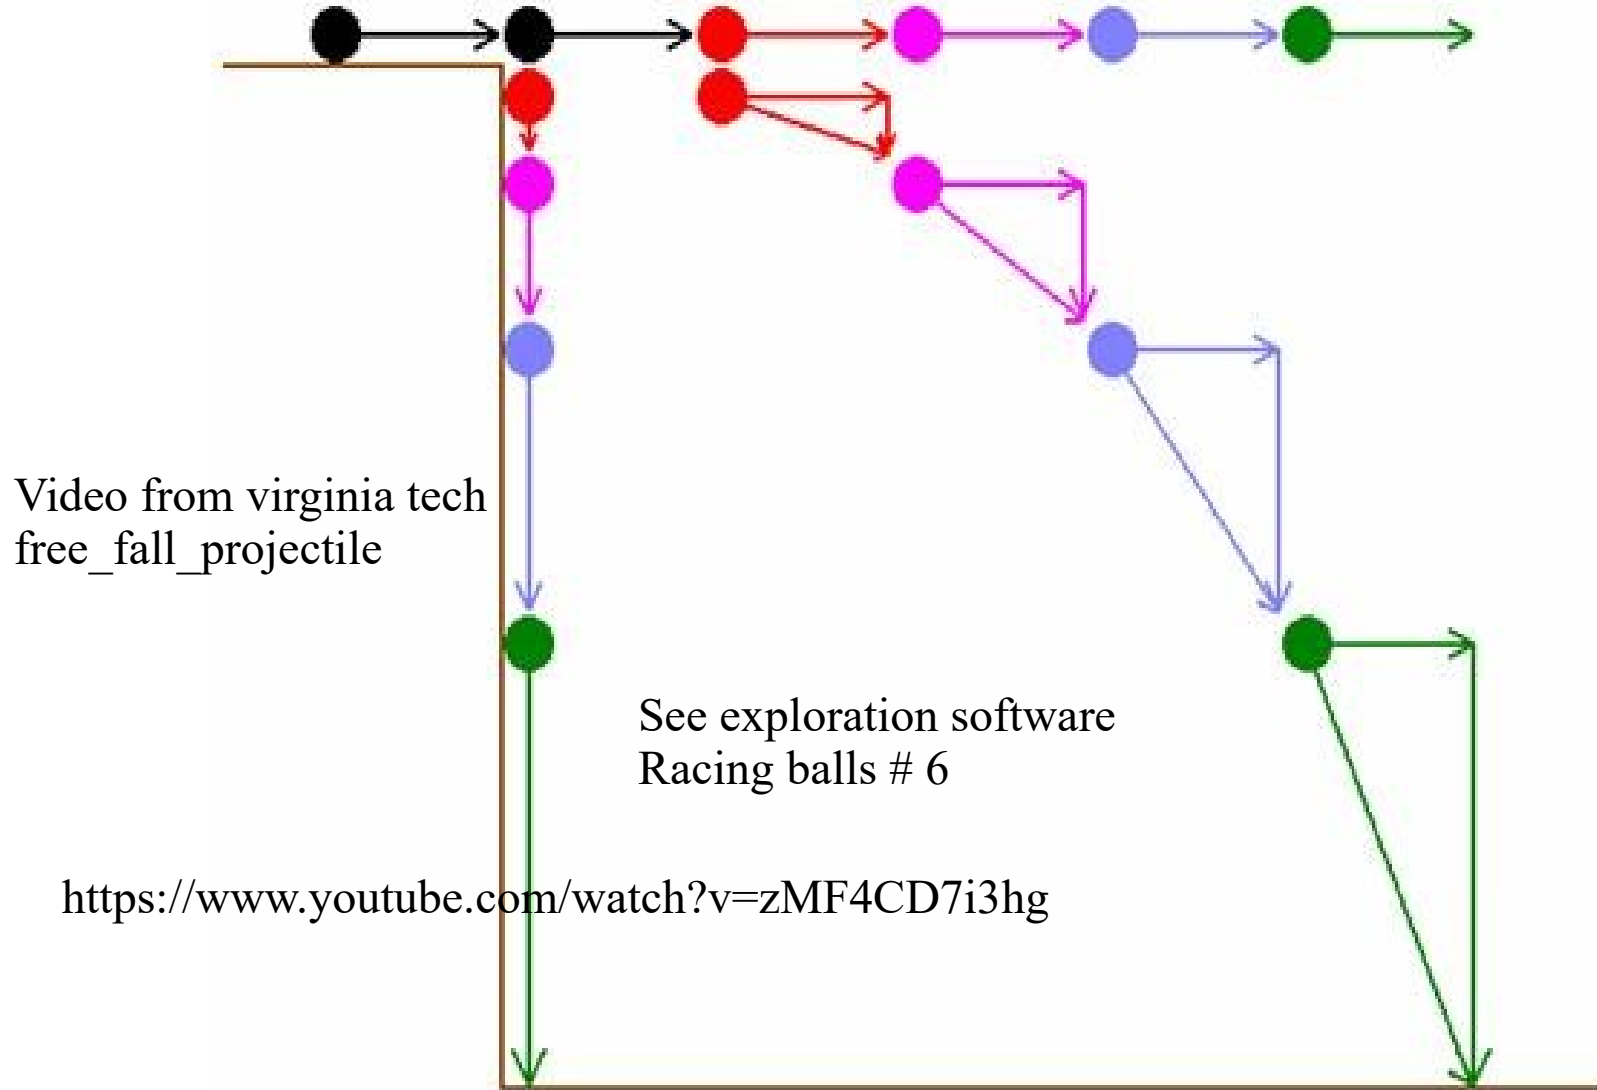 Video from virginia tech
free_fall_projectile
See exploration software
Racing balls # 6
https://www.youtube.com/watch?v=zMF4CD7i3hg